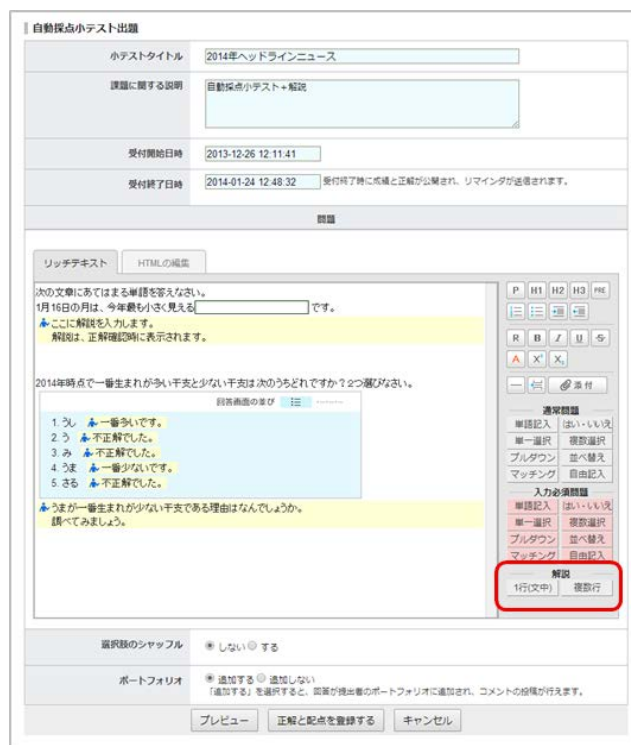 自動採点小テスト出題
小テストタイトル 2014年ヘッドラインニュース
課題に関する説明 自動採点小テスト+解説
受付開始日時 2013-12-26 12:11:41
受付終了日時 2014-01-24 12:48:32 受付終了時に成績と正解が公開され、リマインダが送信されます。
問題
リッチテキスト HTMLの編集
次の文章にあてはまる単語を答えなさい。
1月16日の月は、今年最も小さく見える です。
ここに解説を入力します。
解説は、正解確認時に表示されます。
2014年時点で一番生まれが多い干支と少ない干支は次のうちどれですか?2つ選びなさい。
回答画面の並び
1. うし 一番多いです。
2. う 不正解でした。
3. み 不正解でした。
4. うま 一番少ないです。
5. さる 不正解でした。
うまが一番生まれが少ない干支である理由はなんでしょうか。
調べてみましょう。
P H1 H2 H3 PRE
R B I U S
A X² X₂
添付
通常問題
単語記入 はい・いいえ
単一選択 複数選択
プルダウン 並べ替え
マッチング 自由記入
入力必須問題
単語記入 はい・いいえ
単一選択 複数選択
プルダウン 並べ替え
マッチング 自由記入
解説
1行(文中) 複数行
選択肢のシャッフル しない する
ポートフォリオ 追加する 追加しない
「追加する」を選択すると、回答が提出者のポートフォリオに追加され、コメントの投稿が行えます。
プレビュー 正解と配点を登録する キャンセル